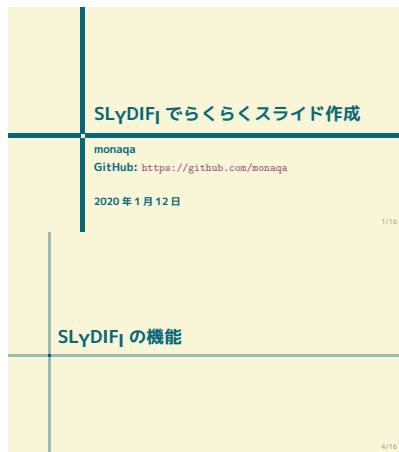 SLYDIFI でらくらくスライド作成
monaqa
GitHub: https://github.com/monaqa
2020 年 1 月 12 日
1/16
SLYDIFI の機能
4/16